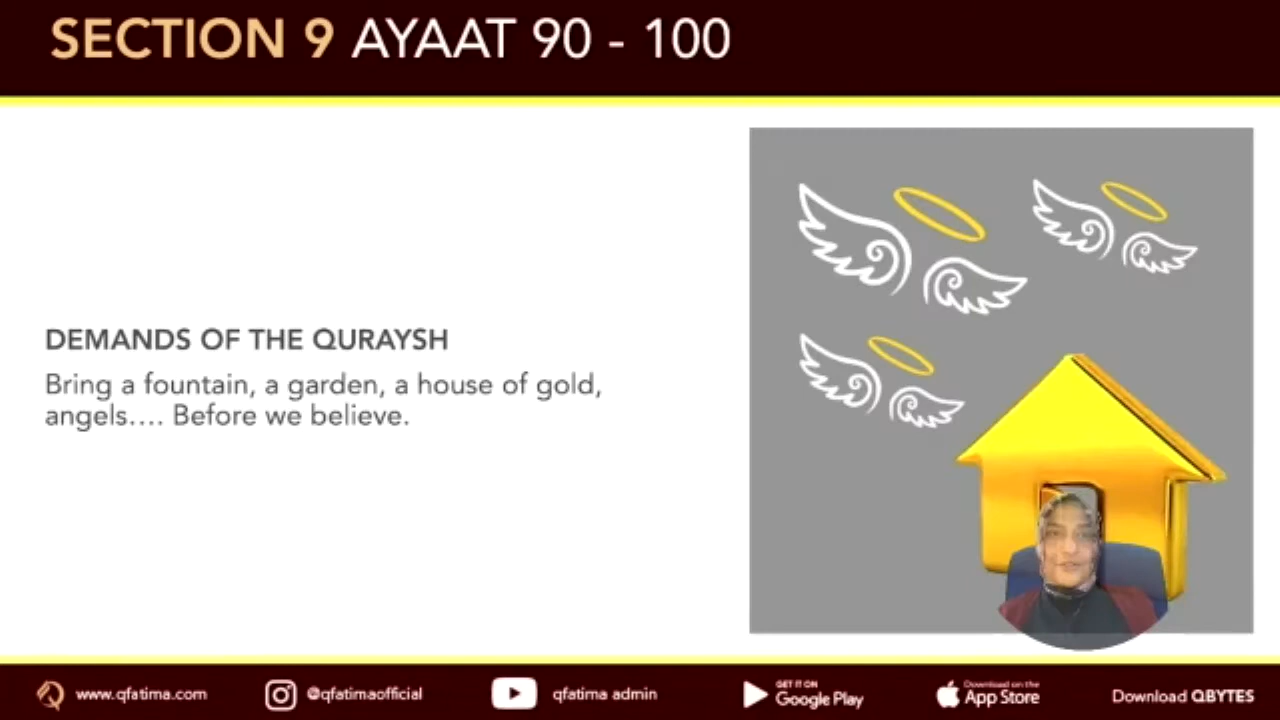 SECTION 9 AYAAT 90 - 100
DEMANDS OF THE QURAYSH
Bring a fountain, a garden, a house of gold,
angels.... Before we believe.
www.qfatima.com
@qfatimaofficial
qfatima admin
GET IT ON
Google Play
Download on the
App Store
Download QBYTES